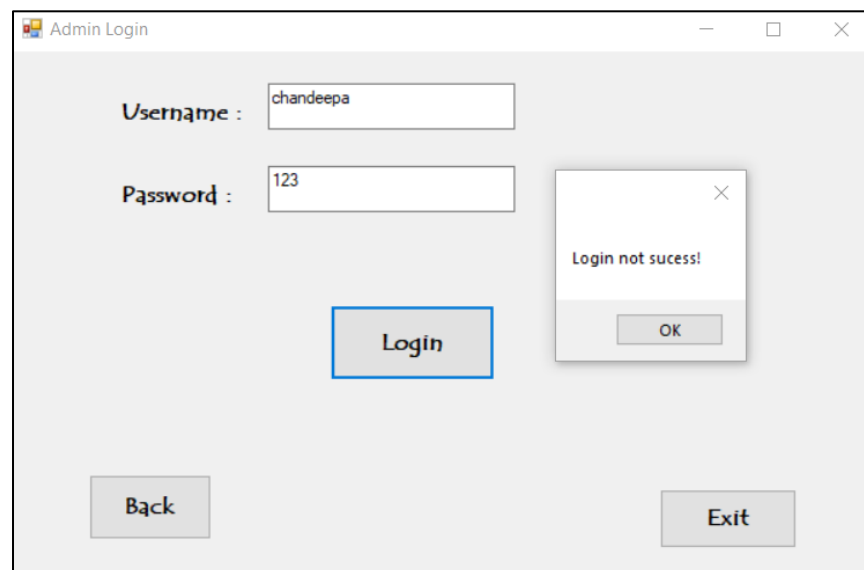 Admin Login
Username :
chandeepa
Password :
123
Login not sucess!
OK
Login
Back
Exit